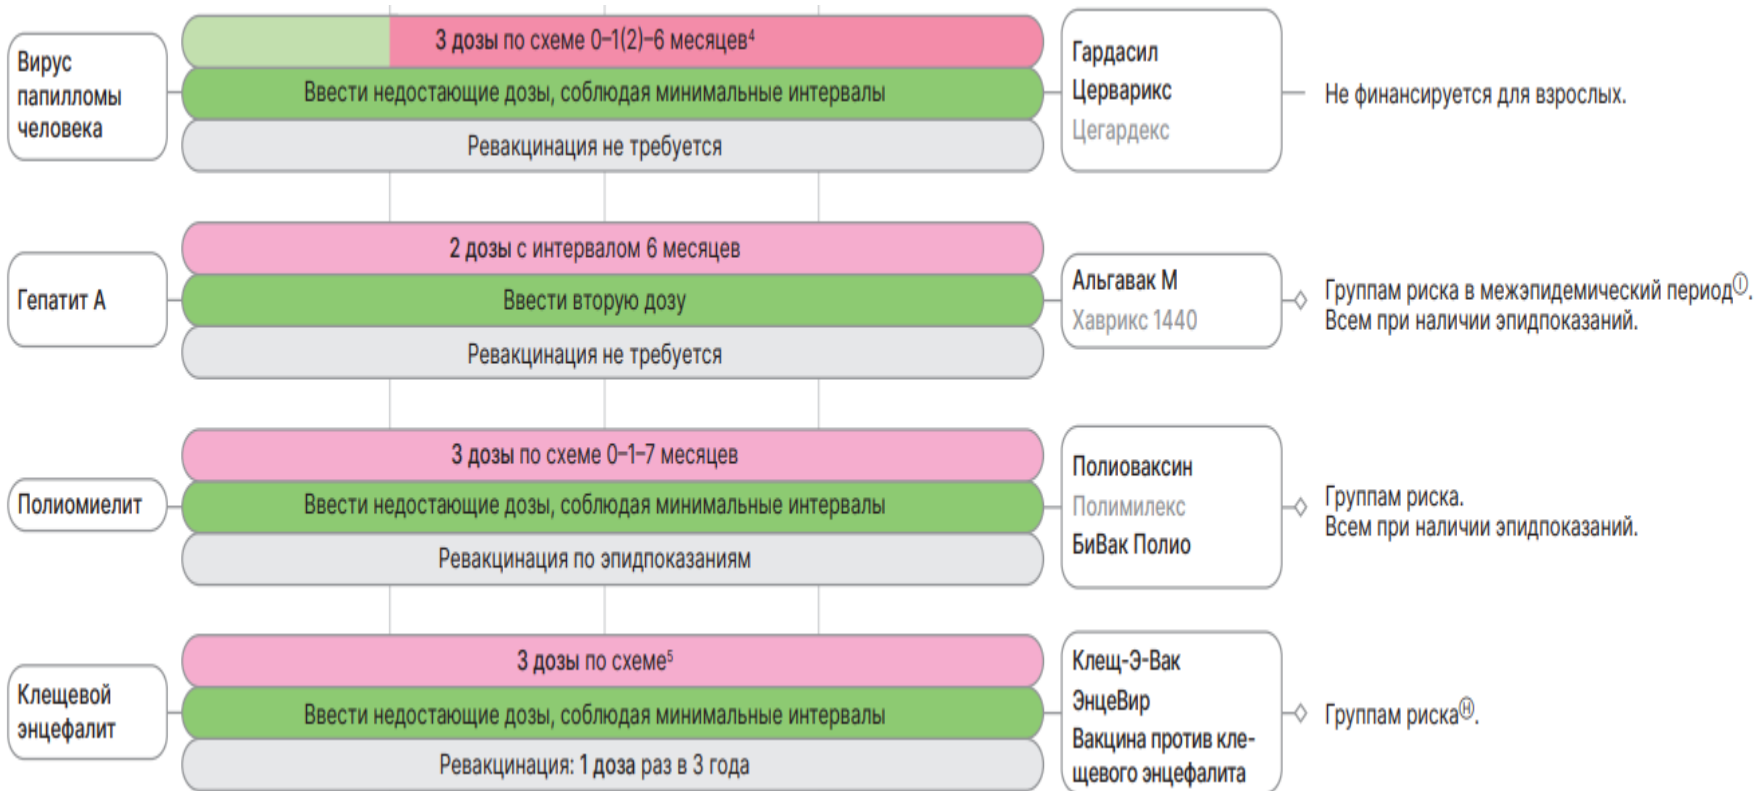 Вирус
папилломы
человека
3 дозы по схеме 0–1(2)–6 месяцев⁴
Ввести недостающие дозы, соблюдая минимальные интервалы
Ревакцинация не требуется
Гардасил
Церварикс
Цегардекс
Не финансируется для взрослых.
Гепатит А
2 дозы с интервалом 6 месяцев
Ввести вторую дозу
Ревакцинация не требуется
Альгавак М
Хаврикс 1440
Группам риска в межэпидемический периодⒾ.
Всем при наличии эпидпоказаний.
Полиомиелит
3 дозы по схеме 0–1–7 месяцев
Ввести недостающие дозы, соблюдая минимальные интервалы
Ревакцинация по эпидпоказаниям
Полиоваксин
Полимилекс
БиВак Полио
Группам риска.
Всем при наличии эпидпоказаний.
Клещевой
энцефалит
3 дозы по схеме⁵
Ввести недостающие дозы, соблюдая минимальные интервалы
Ревакцинация: 1 доза раз в 3 года
Клещ-Э-Вак
ЭнцеВир
Вакцина против кле-
щевого энцефалита
Группам рискаⒽ.